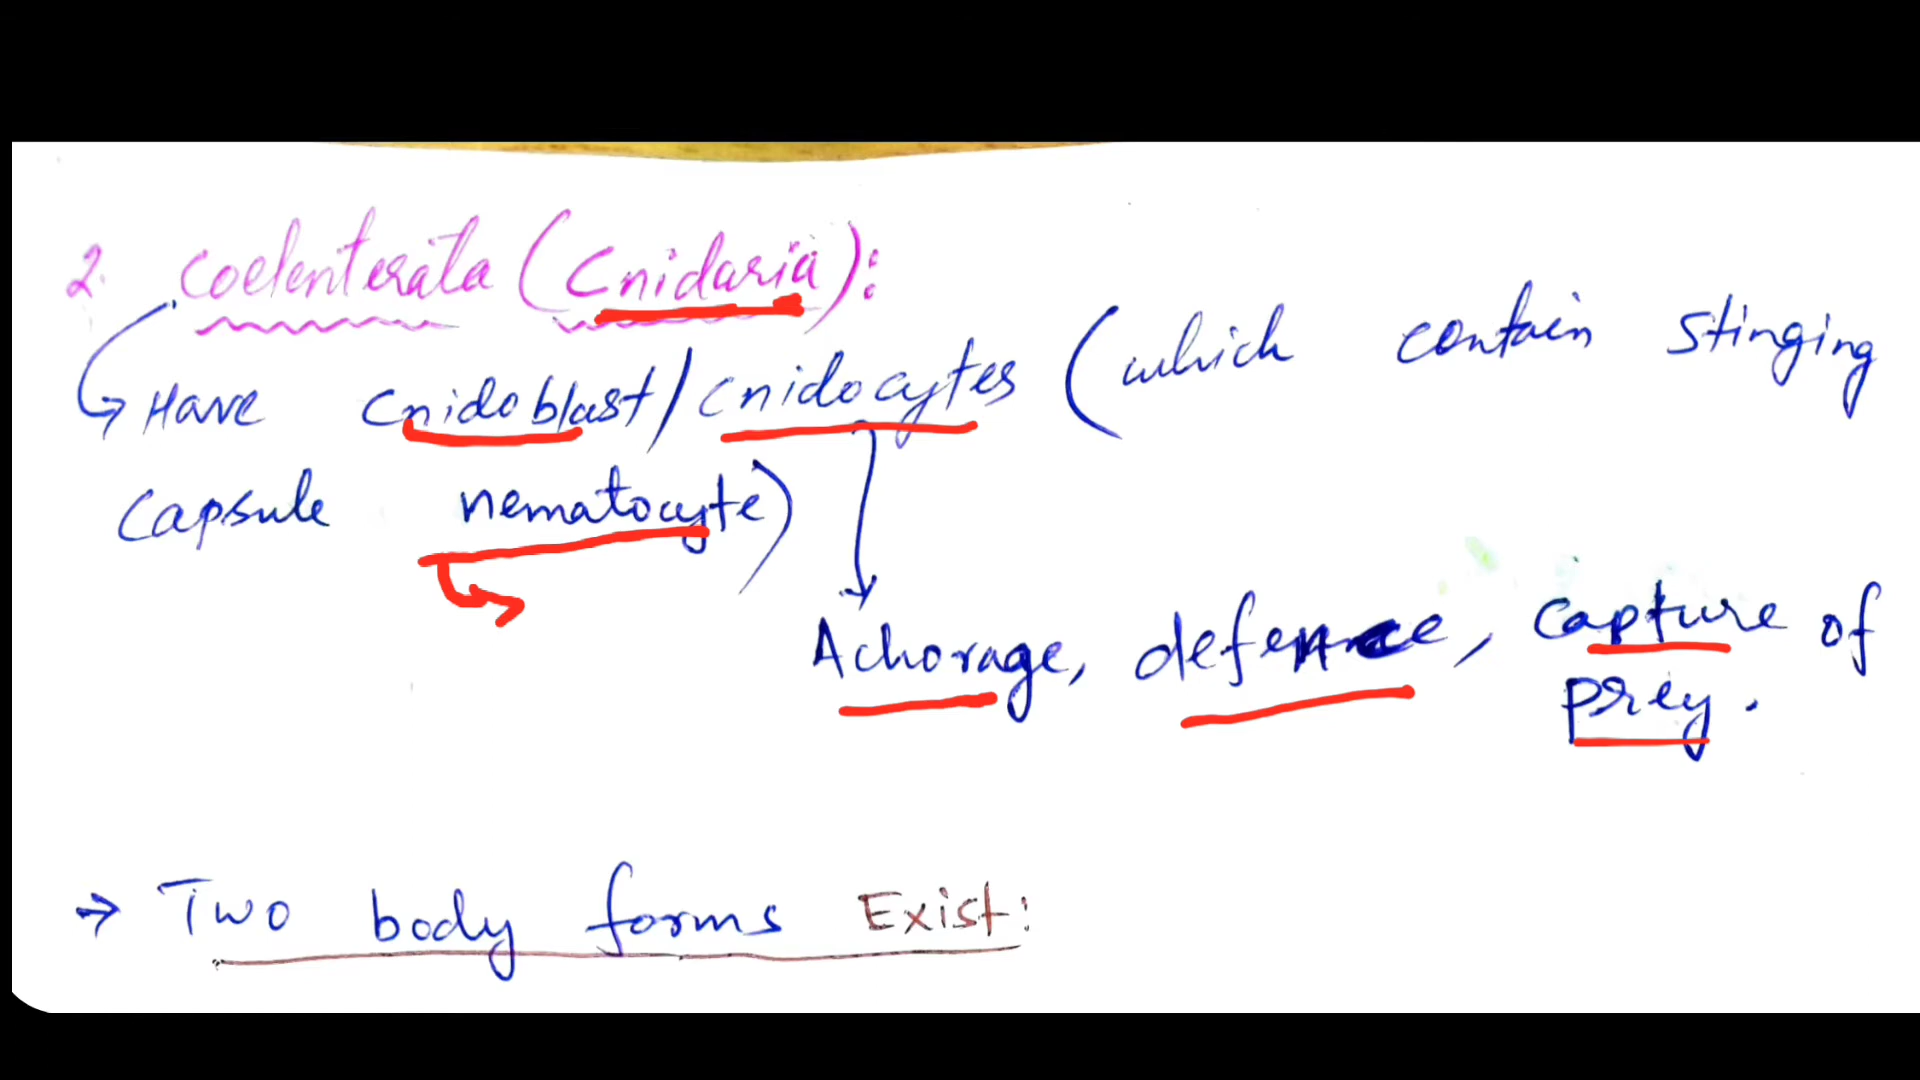 2. Coelenterata (Cnidaria):
Have cnidoblast/cnidocytes (which contain stinging
capsule nematocyte)
Achorage, defence, capture of
prey.
→ Two body forms Exist: